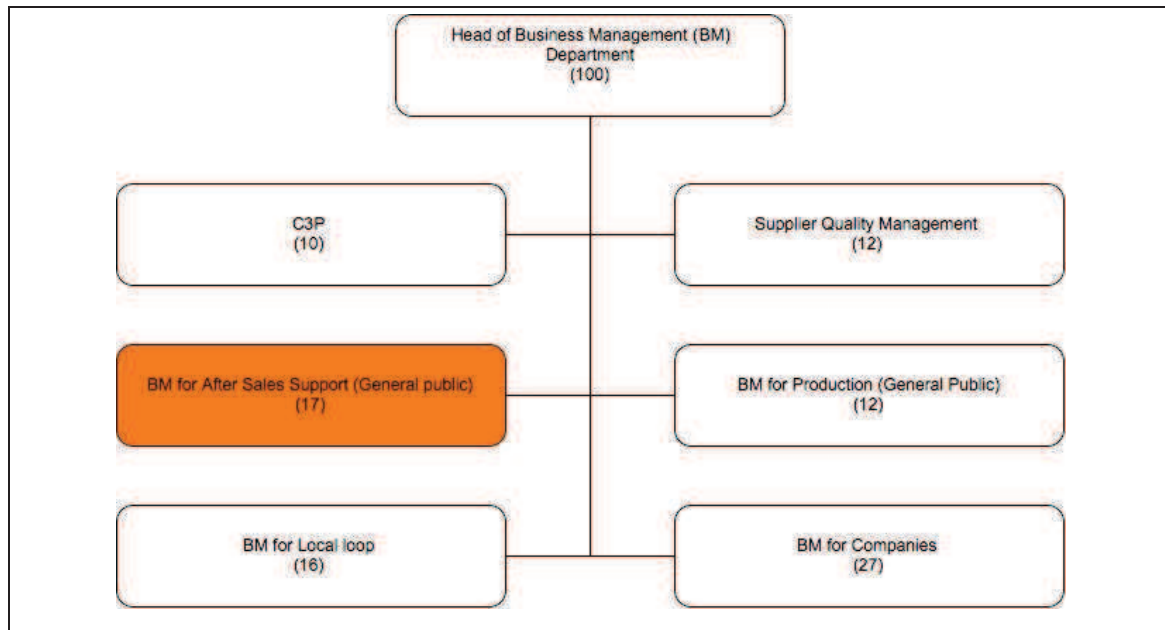 Head of Business Management (BM)
Department
(100)
C3P
(10)
Supplier Quality Management
(12)
BM for After Sales Support (General public)
(17)
BM for Production (General Public)
(12)
BM for Local loop
(16)
BM for Companies
(27)